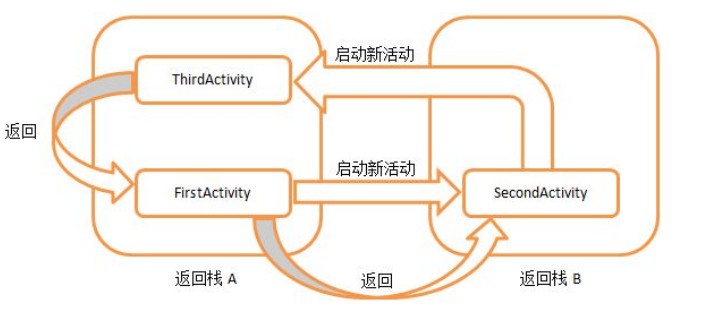 启动新活动
ThirdActivity
返回
启动新活动
FirstActivity
SecondActivity
返回栈 A
返回
返回栈 B